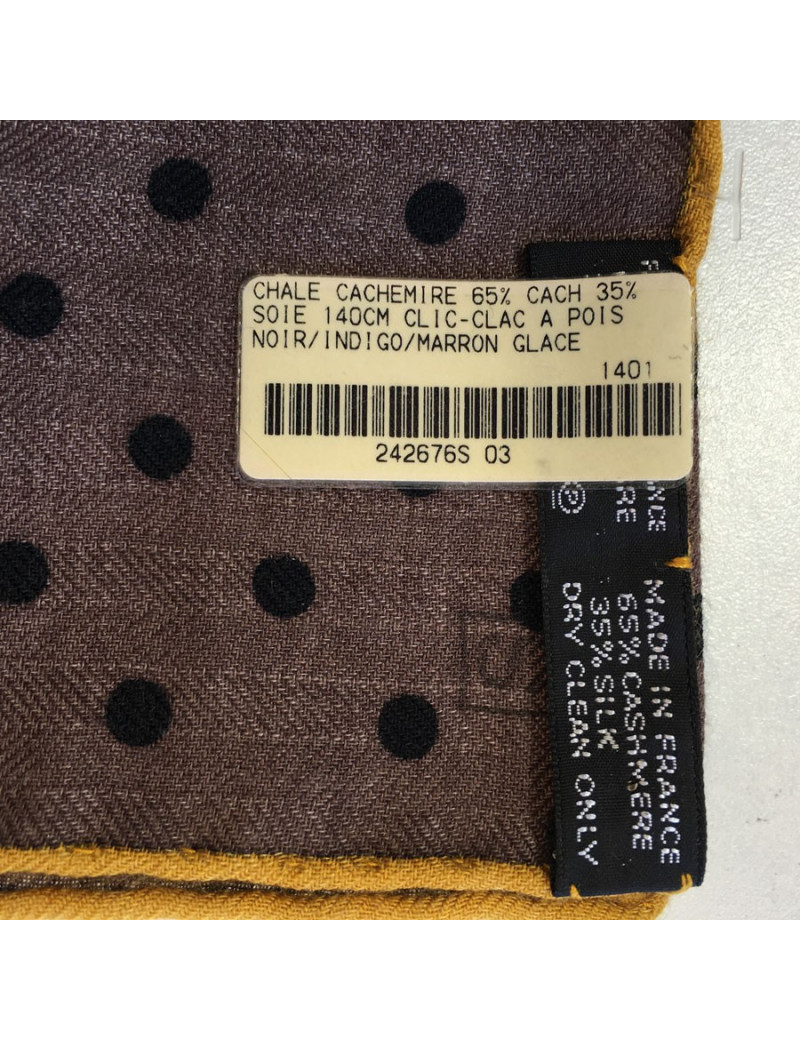 CHALE CACHEMIRE 65% CACH 35%
SOIE 140CM CLIC-CLAC A POIS
NOIR/INDIGO/MARRON GLACE
1401
242676S 03
MADE IN FRANCE
65% CASHMERE
35% SILK
DRY CLEAN ONLY